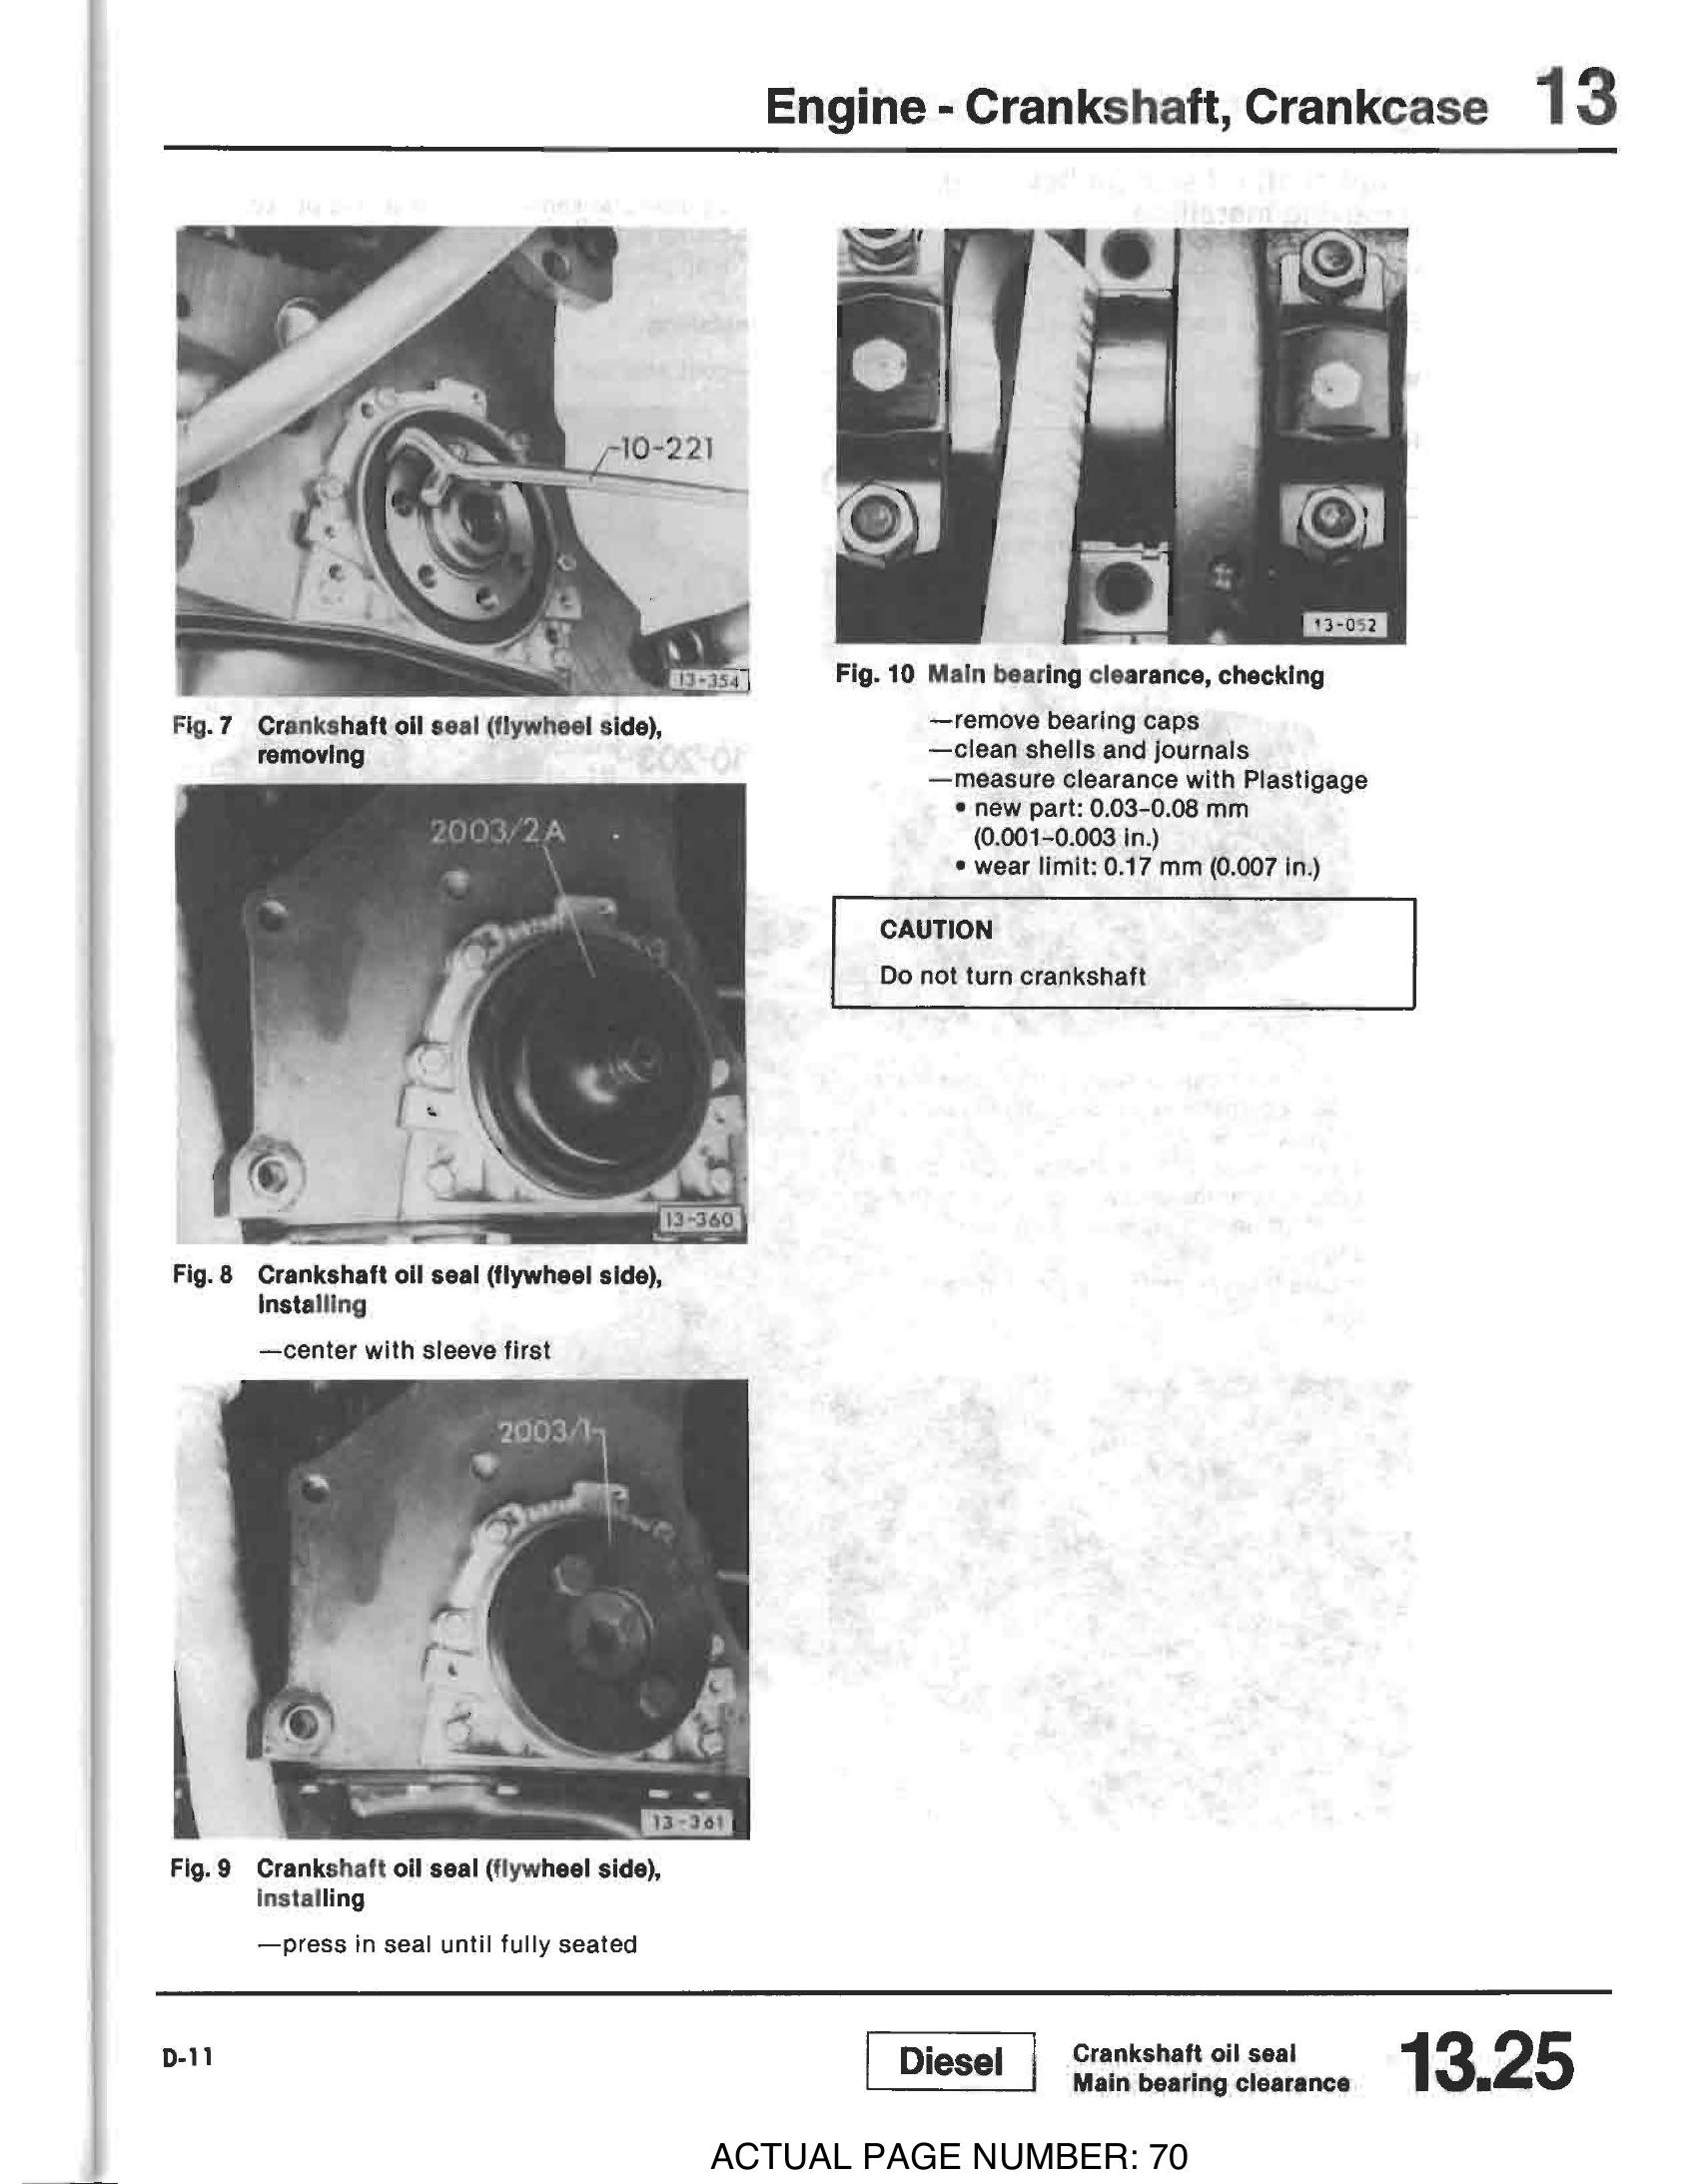 Engine - Crankshaft, Crankcase 13
-10-221
13-354
Fig. 7 Crankshaft oil seal (flywheel side),
removing
2003/2A
13-360
Fig. 8 Crankshaft oil seal (flywheel side),
installing
—center with sleeve first
2003/1
13-361
Fig. 9 Crankshaft oil seal (flywheel side),
installing
—press in seal until fully seated
13-052
Fig. 10 Main bearing clearance, checking
—remove bearing caps
—clean shells and journals
—measure clearance with Plastigage
• new part: 0.03–0.08 mm
(0.001–0.003 in.)
• wear limit: 0.17 mm (0.007 in.)
CAUTION
Do not turn crankshaft
D-11
Diesel
Crankshaft oil seal
Main bearing clearance
13.25
ACTUAL PAGE NUMBER: 70